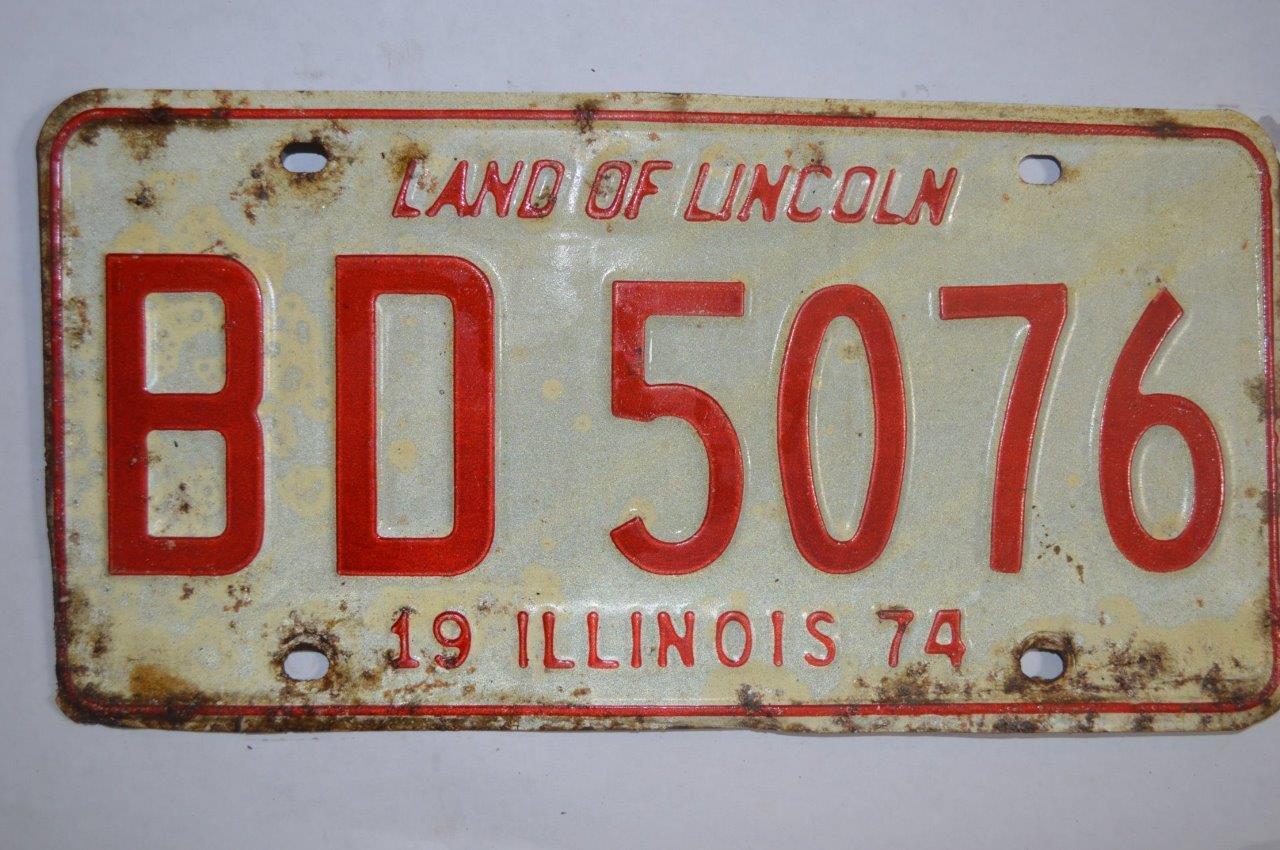 LAND OF LINCOLN
BD 5076
19 ILLINOIS 74